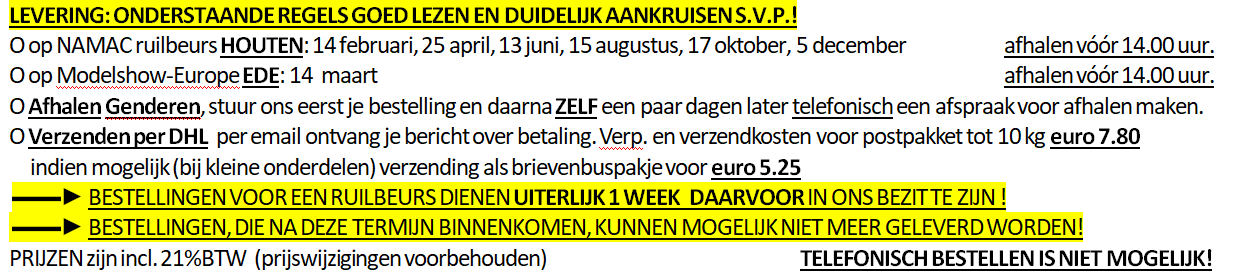 LEVERING: ONDERSTAANDE REGELS GOED LEZEN EN DUIDELIJK AANKRUISEN S.V.P.!
O op NAMAC ruilbeurs HOUTEN: 14 februari, 25 april, 13 juni, 15 augustus, 17 oktober, 5 december afhalen vóór 14.00 uur.
O op Modelshow-Europe EDE: 14 maart afhalen vóór 14.00 uur.
O Afhalen Genderen, stuur ons eerst je bestelling en daarna ZELF een paar dagen later telefonisch een afspraak voor afhalen maken.
O Verzenden per DHL per email ontvang je bericht over betaling. Verp. en verzendkosten voor postpakket tot 10 kg euro 7.80
indien mogelijk (bij kleine onderdelen) verzending als brievenbuspakje voor euro 5.25
BESTELLINGEN VOOR EEN RUILBEURS DIENEN UITERLIJK 1 WEEK DAARVOOR IN ONS BEZIT TE ZIJN !
BESTELLINGEN, DIE NA DEZE TERMIJN BINNENKOMEN, KUNNEN MOGELIJK NIET MEER GELEVERD WORDEN!
PRIJZEN zijn incl. 21%BTW (prijswijzigingen voorbehouden) TELEFONISCH BESTELLEN IS NIET MOGELIJK!